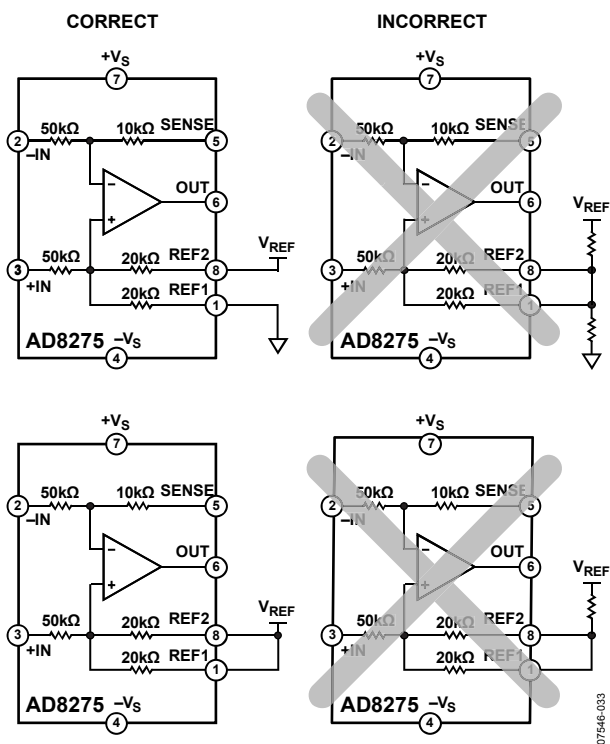 CORRECT
INCORRECT
+VS
7
50kΩ
10kΩ
SENSE
2
–IN
5
–
+
OUT
6
VREF
50kΩ
20kΩ
REF2
3
+IN
8
20kΩ
REF1
1
AD8275
–VS
4
+VS
7
50kΩ
10kΩ
SENSE
2
–IN
5
–
+
OUT
6
VREF
50kΩ
20kΩ
REF2
3
+IN
8
20kΩ
REF1
1
AD8275
–VS
4
+VS
7
50kΩ
10kΩ
SENSE
2
–IN
5
–
+
OUT
6
VREF
50kΩ
20kΩ
REF2
3
+IN
8
20kΩ
REF1
1
AD8275
–VS
4
+VS
7
50kΩ
10kΩ
SENSE
2
–IN
5
–
+
OUT
6
VREF
50kΩ
20kΩ
REF2
3
+IN
8
20kΩ
REF1
1
AD8275
–VS
4
07546-033